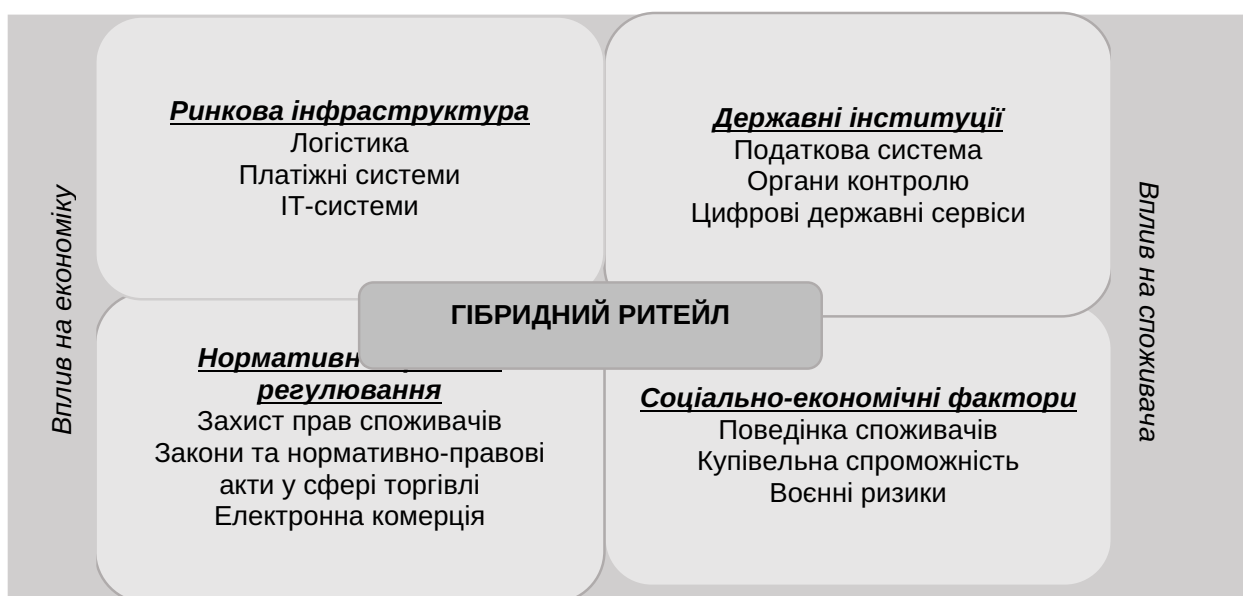 Вплив на економіку
Ринкова інфраструктура
Логістика
Платіжні системи
ІТ-системи
Державні інституції
Податкова система
Органи контролю
Цифрові державні сервіси
ГІБРИДНИЙ РИТЕЙЛ
регулювання
Захист прав споживачів
Закони та нормативно-правові
акти у сфері торгівлі
Електронна комерція
Соціально-економічні фактори
Поведінка споживачів
Купівельна спроможність
Воєнні ризики
Вплив на споживача